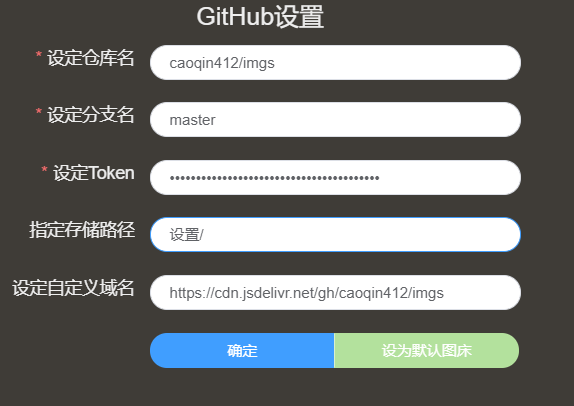 GitHub设置
* 设定仓库名
caoqin412/imgs
* 设定分支名
master
* 设定Token
指定存储路径
设置/
设定自定义域名
https://cdn.jsdelivr.net/gh/caoqin412/imgs
确定
设为默认图床